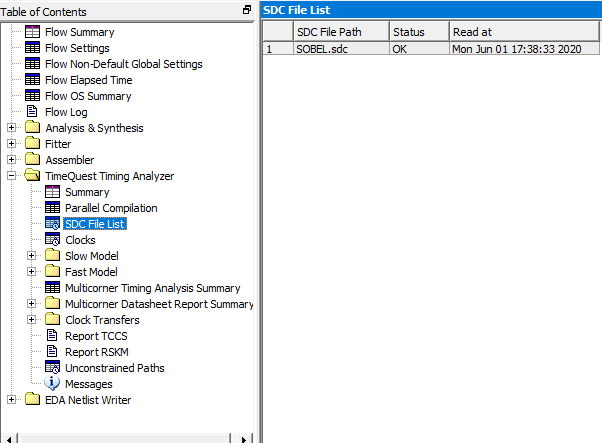 Table of Contents
Flow Summary
Flow Settings
Flow Non-Default Global Settings
Flow Elapsed Time
Flow OS Summary
Flow Log
Analysis & Synthesis
Fitter
Assembler
TimeQuest Timing Analyzer
Summary
Parallel Compilation
SDC File List
Clocks
Slow Model
Fast Model
Multicorner Timing Analysis Summary
Multicorner Datasheet Report Summary
Clock Transfers
Report TCCS
Report RSKM
Unconstrained Paths
Messages
EDA Netlist Writer
SDC File List
SDC File Path Status Read at
1 SOBEL.sdc OK Mon Jun 01 17:38:33 2020